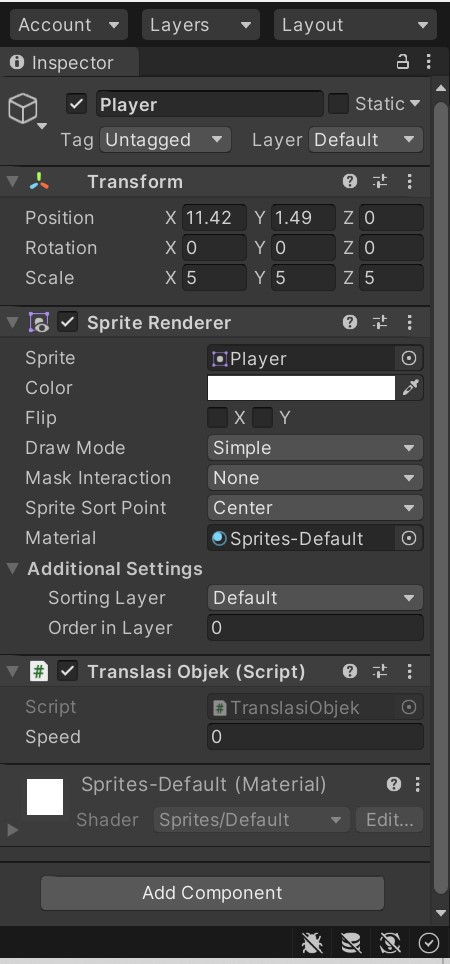 Account Layers Layout
Inspector
Player Static
Tag Untagged Layer Default
Transform
Position X 11.42 Y 1.49 Z 0
Rotation X 0 Y 0 Z 0
Scale X 5 Y 5 Z 5
Sprite Renderer
Sprite Player
Color
Flip X Y
Draw Mode Simple
Mask Interaction None
Sprite Sort Point Center
Material Sprites-Default
Additional Settings
Sorting Layer Default
Order in Layer 0
# Translasi Objek (Script)
Script # TranslasiObjek
Speed 0
Sprites-Default (Material)
Shader Sprites/Default Edit...
Add Component